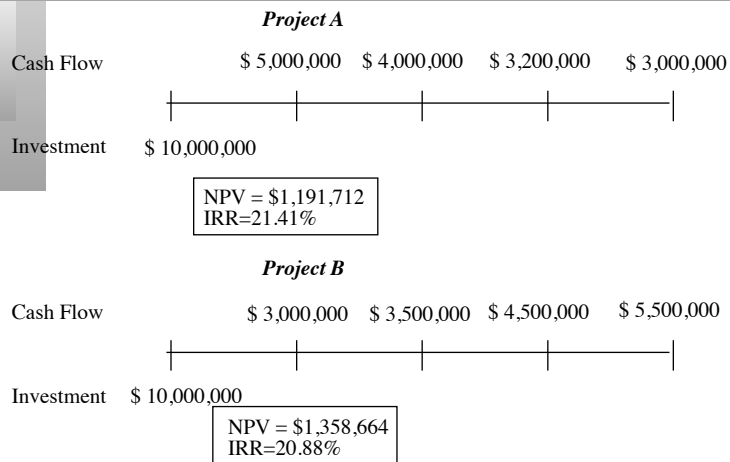 Project A
Cash Flow $ 5,000,000 $ 4,000,000 $ 3,200,000 $ 3,000,000
Investment $ 10,000,000
NPV = $1,191,712
IRR=21.41%
Project B
Cash Flow $ 3,000,000 $ 3,500,000 $ 4,500,000 $ 5,500,000
Investment $ 10,000,000
NPV = $1,358,664
IRR=20.88%